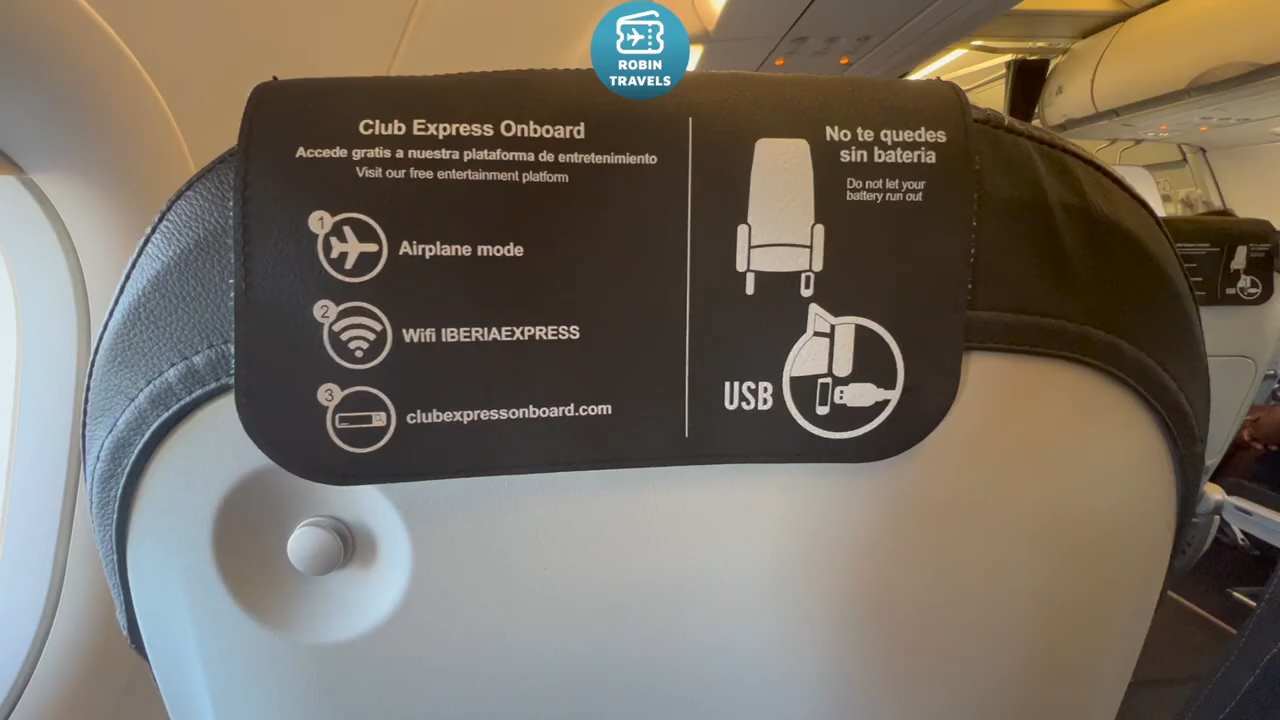 ROBIN
TRAVELS
Club Express Onboard
Accede gratis a nuestra plataforma de entretenimiento
Visit our free entertainment platform
1
Airplane mode
2
Wifi IBERIAEXPRESS
3
clubexpressonboard.com
No te quedes
sin bateria
Do not let your
battery run out
USB
USB